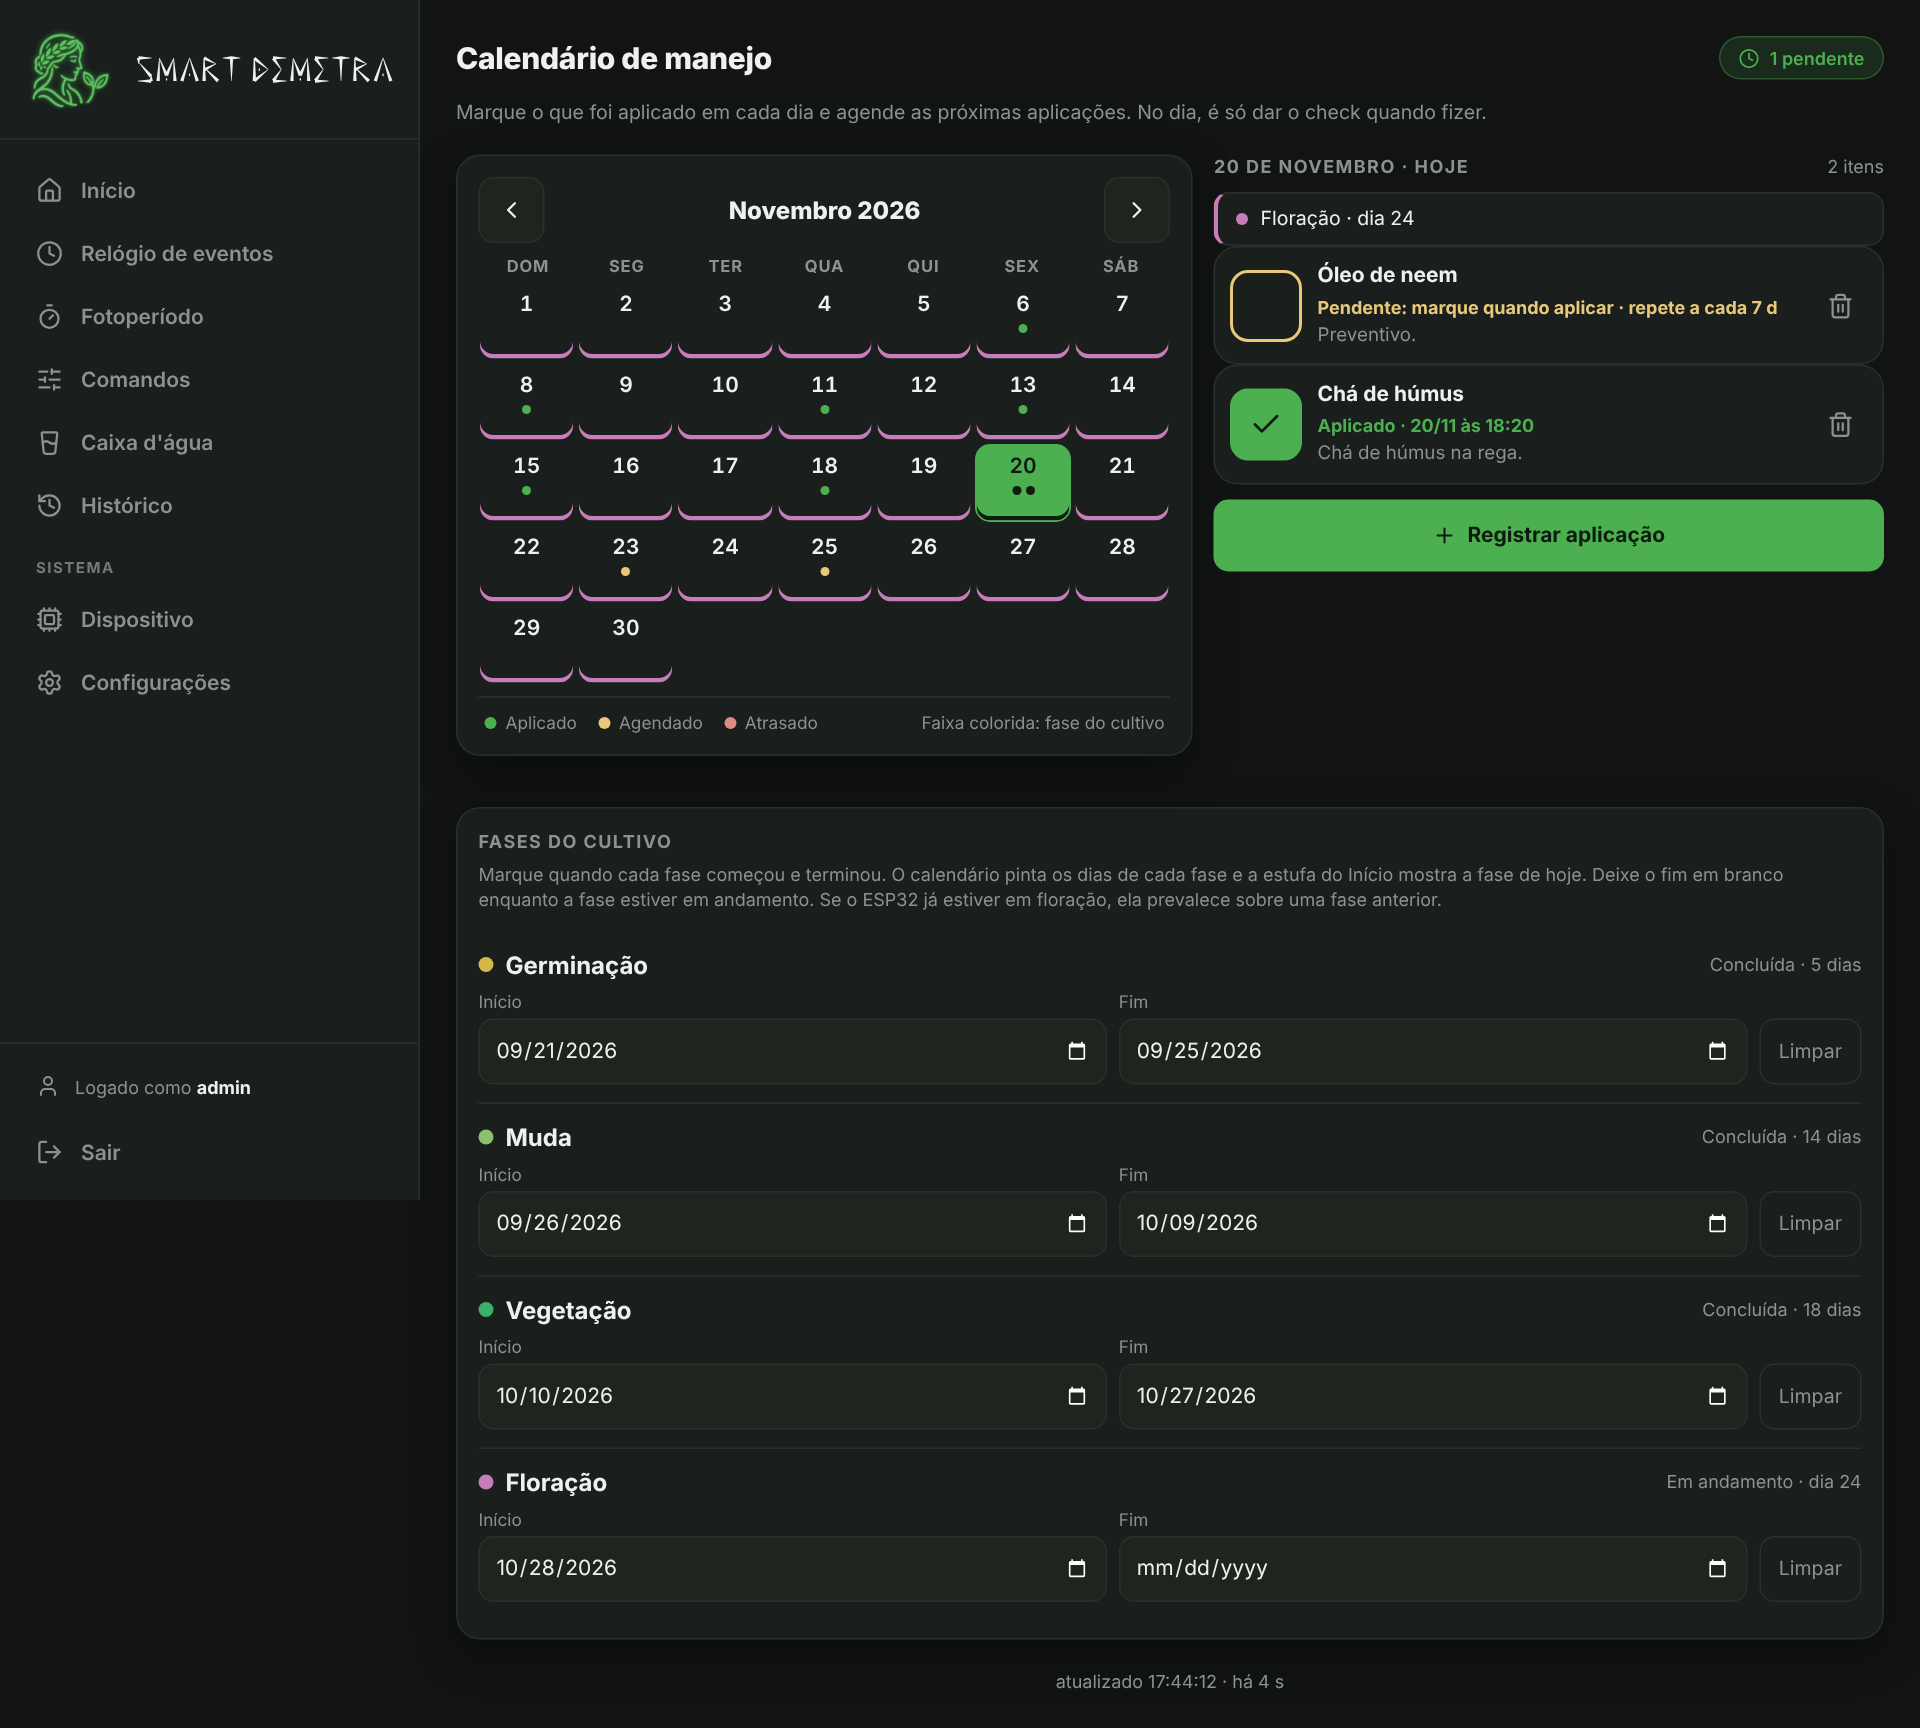 SMART DEMETRA
Início
Relógio de eventos
Fotoperíodo
Comandos
Caixa d'água
Histórico
SISTEMA
Dispositivo
Configurações
Logado como admin
Sair
Calendário de manejo
1 pendente
Marque o que foi aplicado em cada dia e agende as próximas aplicações. No dia, é só dar o check quando fizer.
Novembro 2026
DOM SEG TER QUA QUI SEX SÁB
1 2 3 4 5 6 7
8 9 10 11 12 13 14
15 16 17 18 19 20 21
22 23 24 25 26 27 28
29 30
Aplicado Agendado Atrasado Faixa colorida: fase do cultivo
20 DE NOVEMBRO · HOJE 2 itens
Floração · dia 24
Óleo de neem
Pendente: marque quando aplicar · repete a cada 7 d
Preventivo.
Chá de húmus
Aplicado · 20/11 às 18:20
Chá de húmus na rega.
+ Registrar aplicação
FASES DO CULTIVO
Marque quando cada fase começou e terminou. O calendário pinta os dias de cada fase e a estufa do Início mostra a fase de hoje. Deixe o fim em branco
enquanto a fase estiver em andamento. Se o ESP32 já estiver em floração, ela prevalece sobre uma fase anterior.
Germinação Concluída · 5 dias
Início Fim
09/21/2026 09/25/2026 Limpar
Muda Concluída · 14 dias
Início Fim
09/26/2026 10/09/2026 Limpar
Vegetação Concluída · 18 dias
Início Fim
10/10/2026 10/27/2026 Limpar
Floração Em andamento · dia 24
Início Fim
10/28/2026 mm/dd/yyyy Limpar
atualizado 17:44:12 · há 4 s